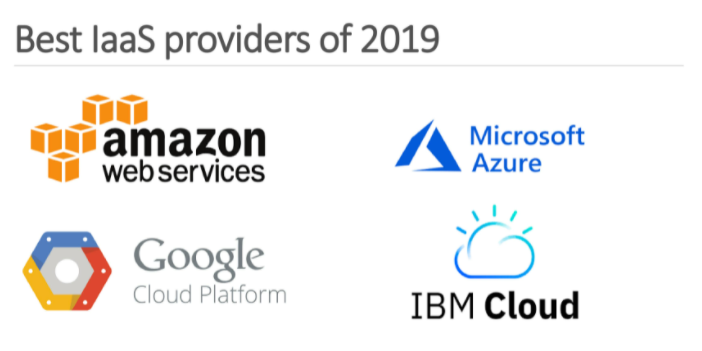 Best IaaS providers of 2019
amazon
web services
Microsoft
Azure
Google
Cloud Platform
IBM Cloud